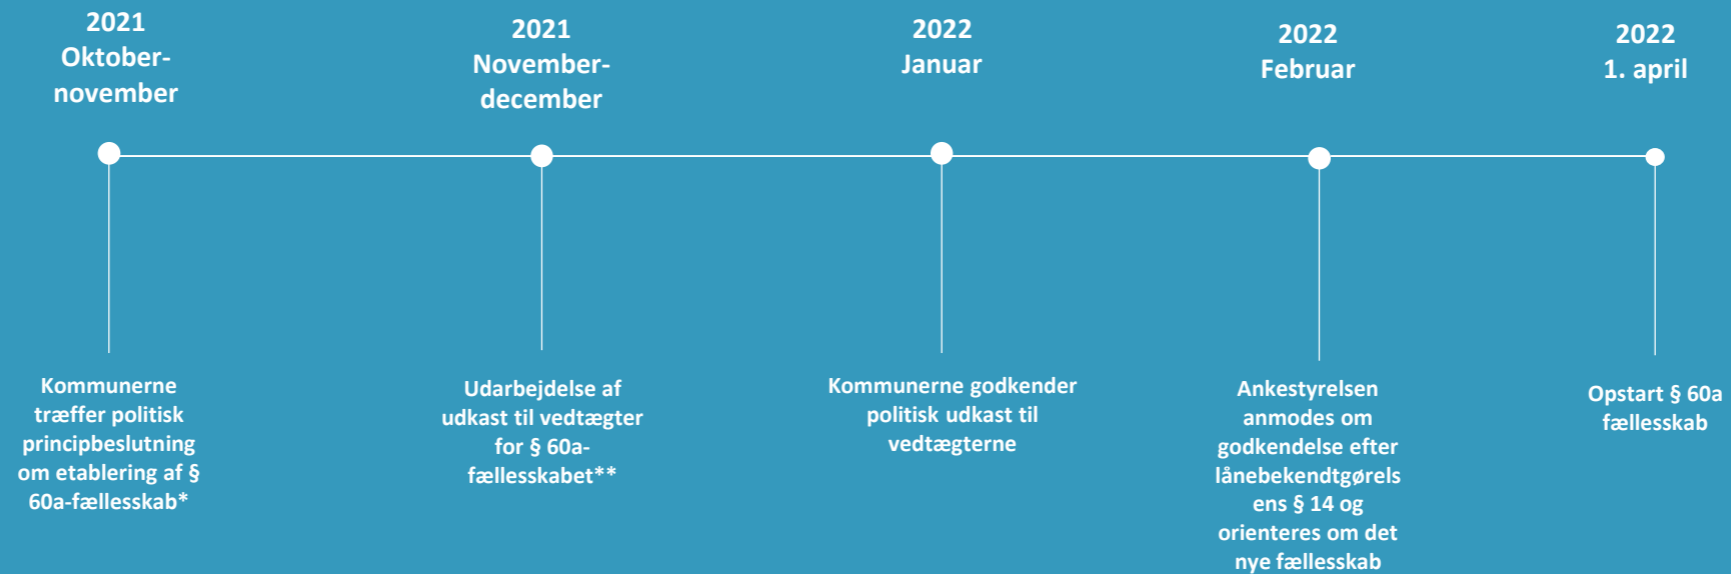 2021
Oktober-
november
2021
November-
december
2022
Januar
2022
Februar
2022
1. april
Kommunerne
træffer politisk
principbeslutning
om etablering af §
60a-fællesskab*
Udarbejdelse af
udkast til vedtægter
for § 60a-
fællesskabet**
Kommunerne godkender
politisk udkast til
vedtægterne
Ankestyrelsen
anmodes om
godkendelse efter
lånebekendtgørels
ens § 14 og
orienteres om det
nye fællesskab
Opstart § 60a
fællesskab